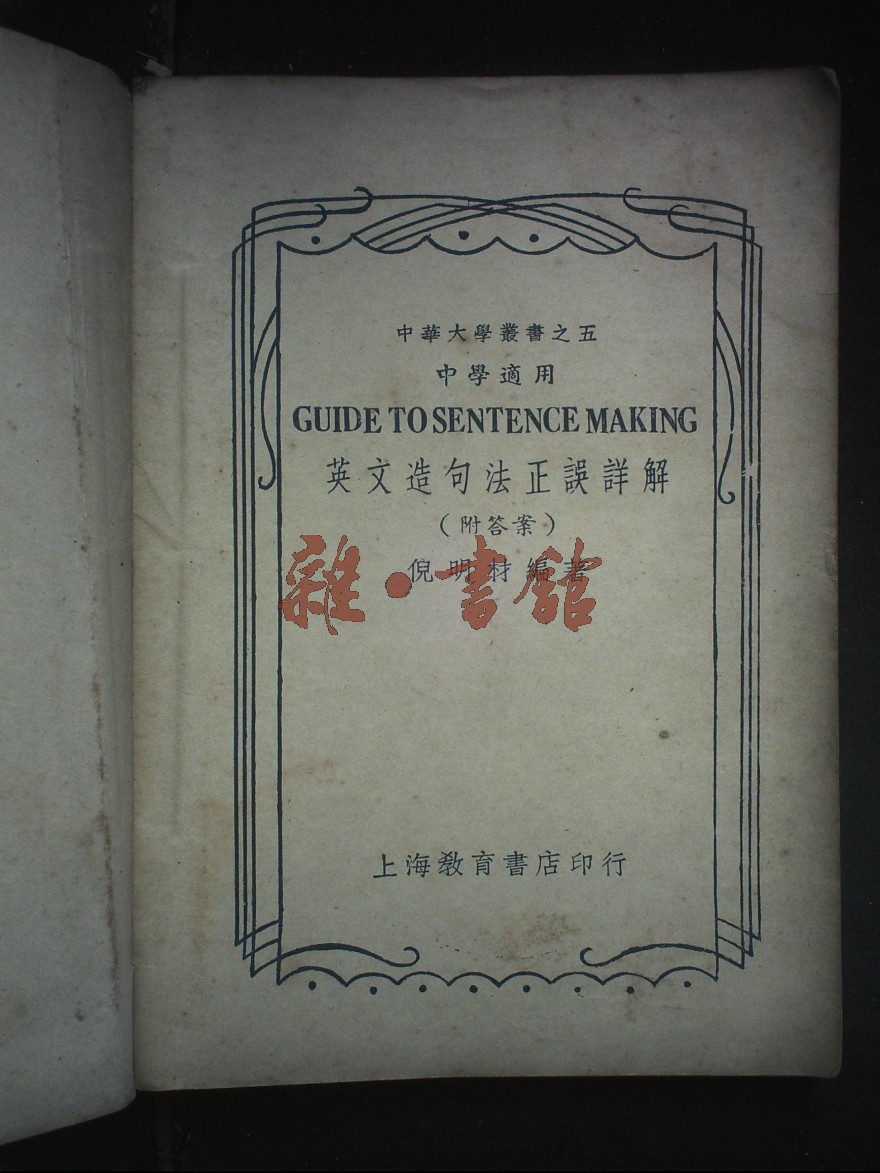 中華大學叢書之五
中學適用
GUIDE TO SENTENCE MAKING
英文造句法正誤詳解
（附答案）
倪明材編著
雜·書館
上海教育書店印行